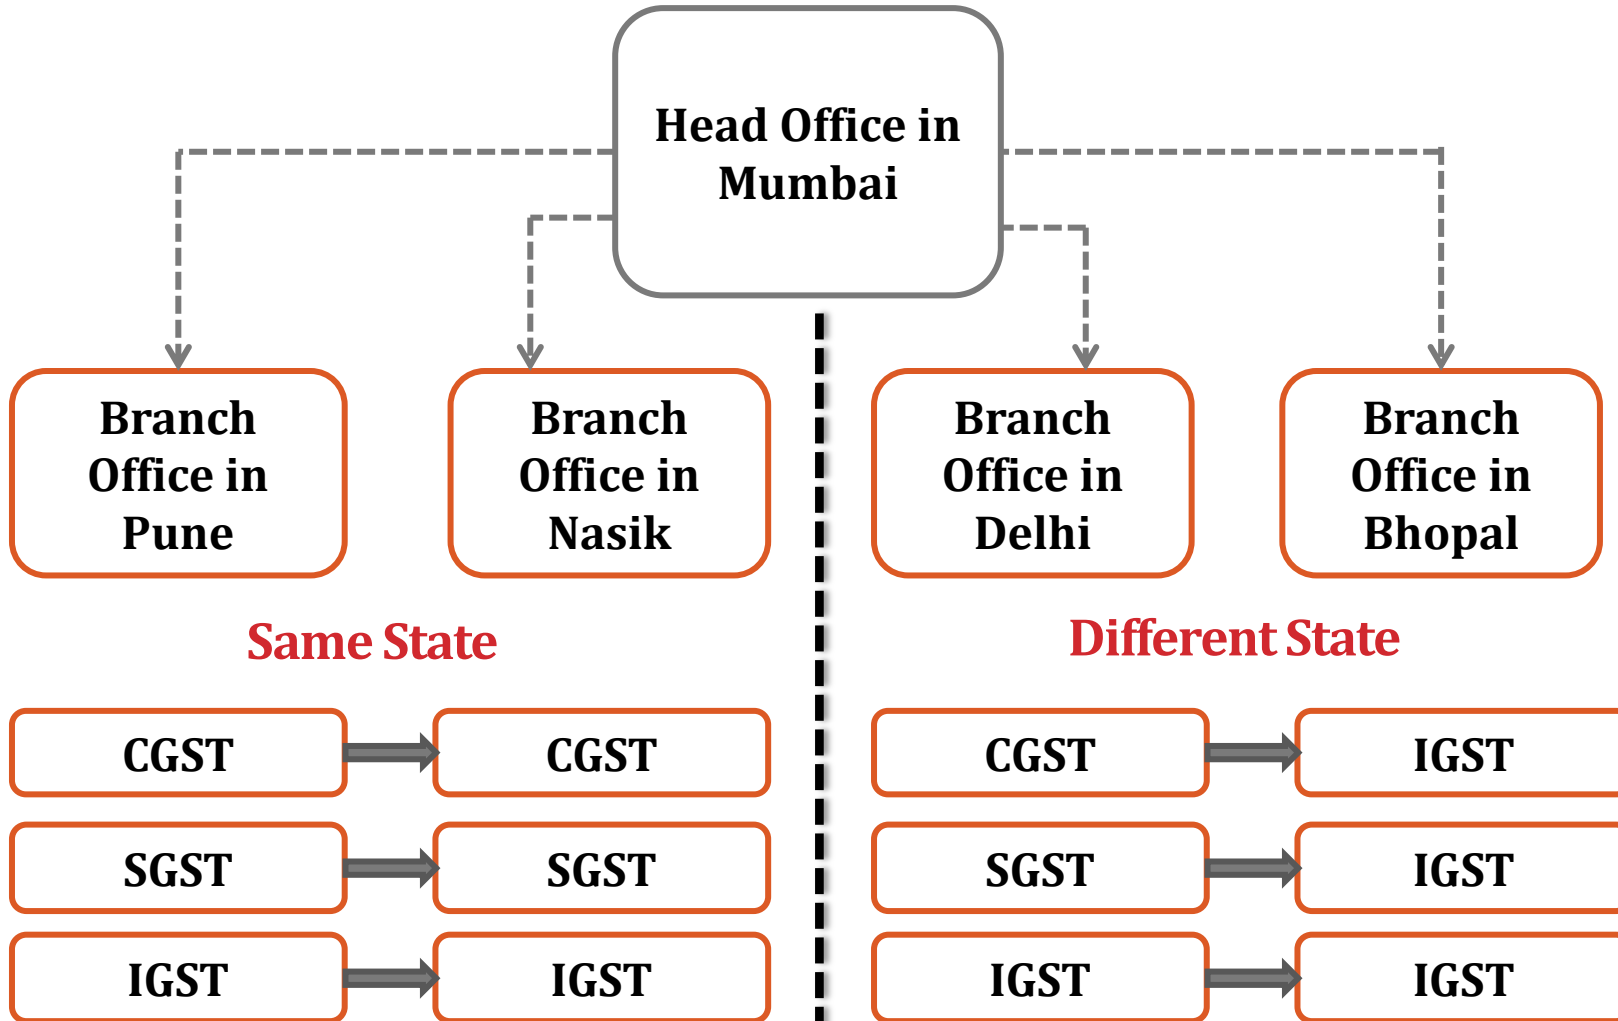 Head Office in
Mumbai
Branch
Office in
Pune
Branch
Office in
Nasik
Branch
Office in
Delhi
Branch
Office in
Bhopal
Same State
Different State
CGST
CGST
CGST
IGST
SGST
SGST
SGST
IGST
IGST
IGST
IGST
IGST